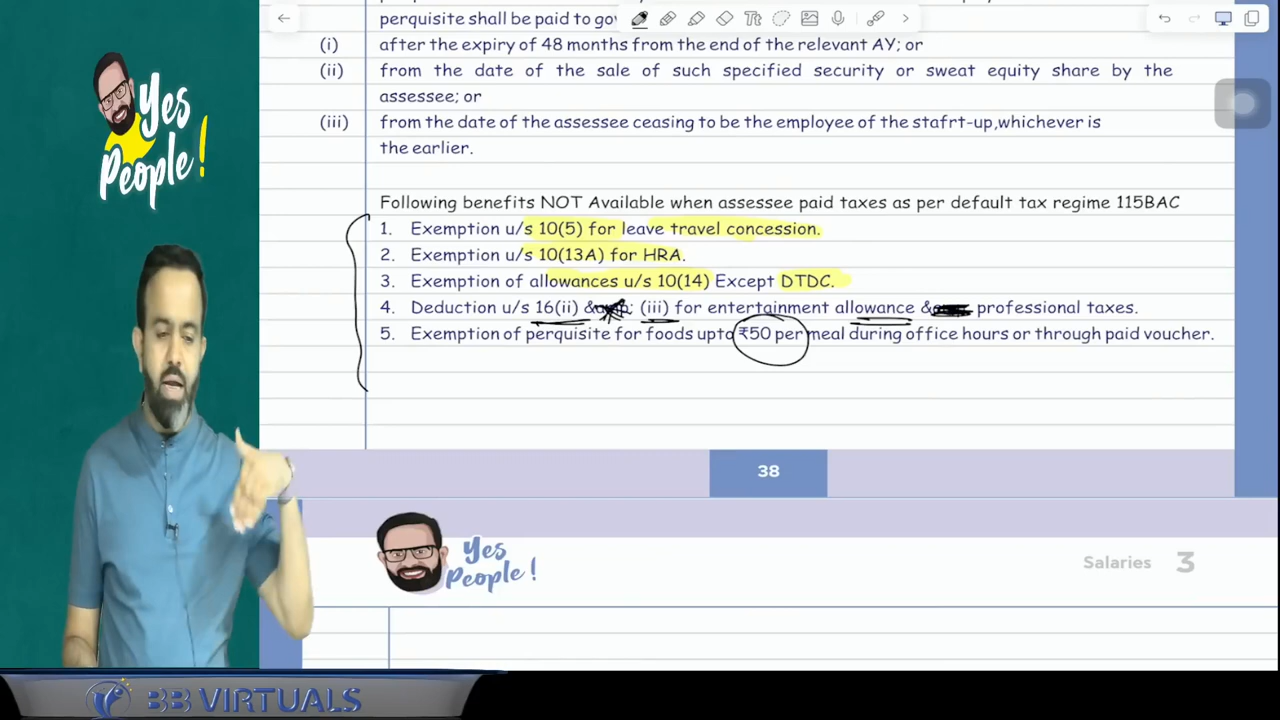 perquisite shall be paid to gov
Tt
(i) after the expiry of 48 months from the end of the relevant AY; or
(ii) from the date of the sale of such specified security or sweat equity share by the
assessee; or
(iii) from the date of the assessee ceasing to be the employee of the stafrt-up,whichever is
the earlier.
Yes
People!
Following benefits NOT Available when assessee paid taxes as per default tax regime 115BAC
1. Exemption u/s 10(5) for leave travel concession.
2. Exemption u/s 10(13A) for HRA.
3. Exemption of allowances u/s 10(14) Except DTDC.
4. Deduction u/s 16(ii) & (iii) for entertainment allowance & professional taxes.
5. Exemption of perquisite for foods upto ₹50 per meal during office hours or through paid voucher.
38
Yes
People!
Salaries 3
BB VIRTUALS